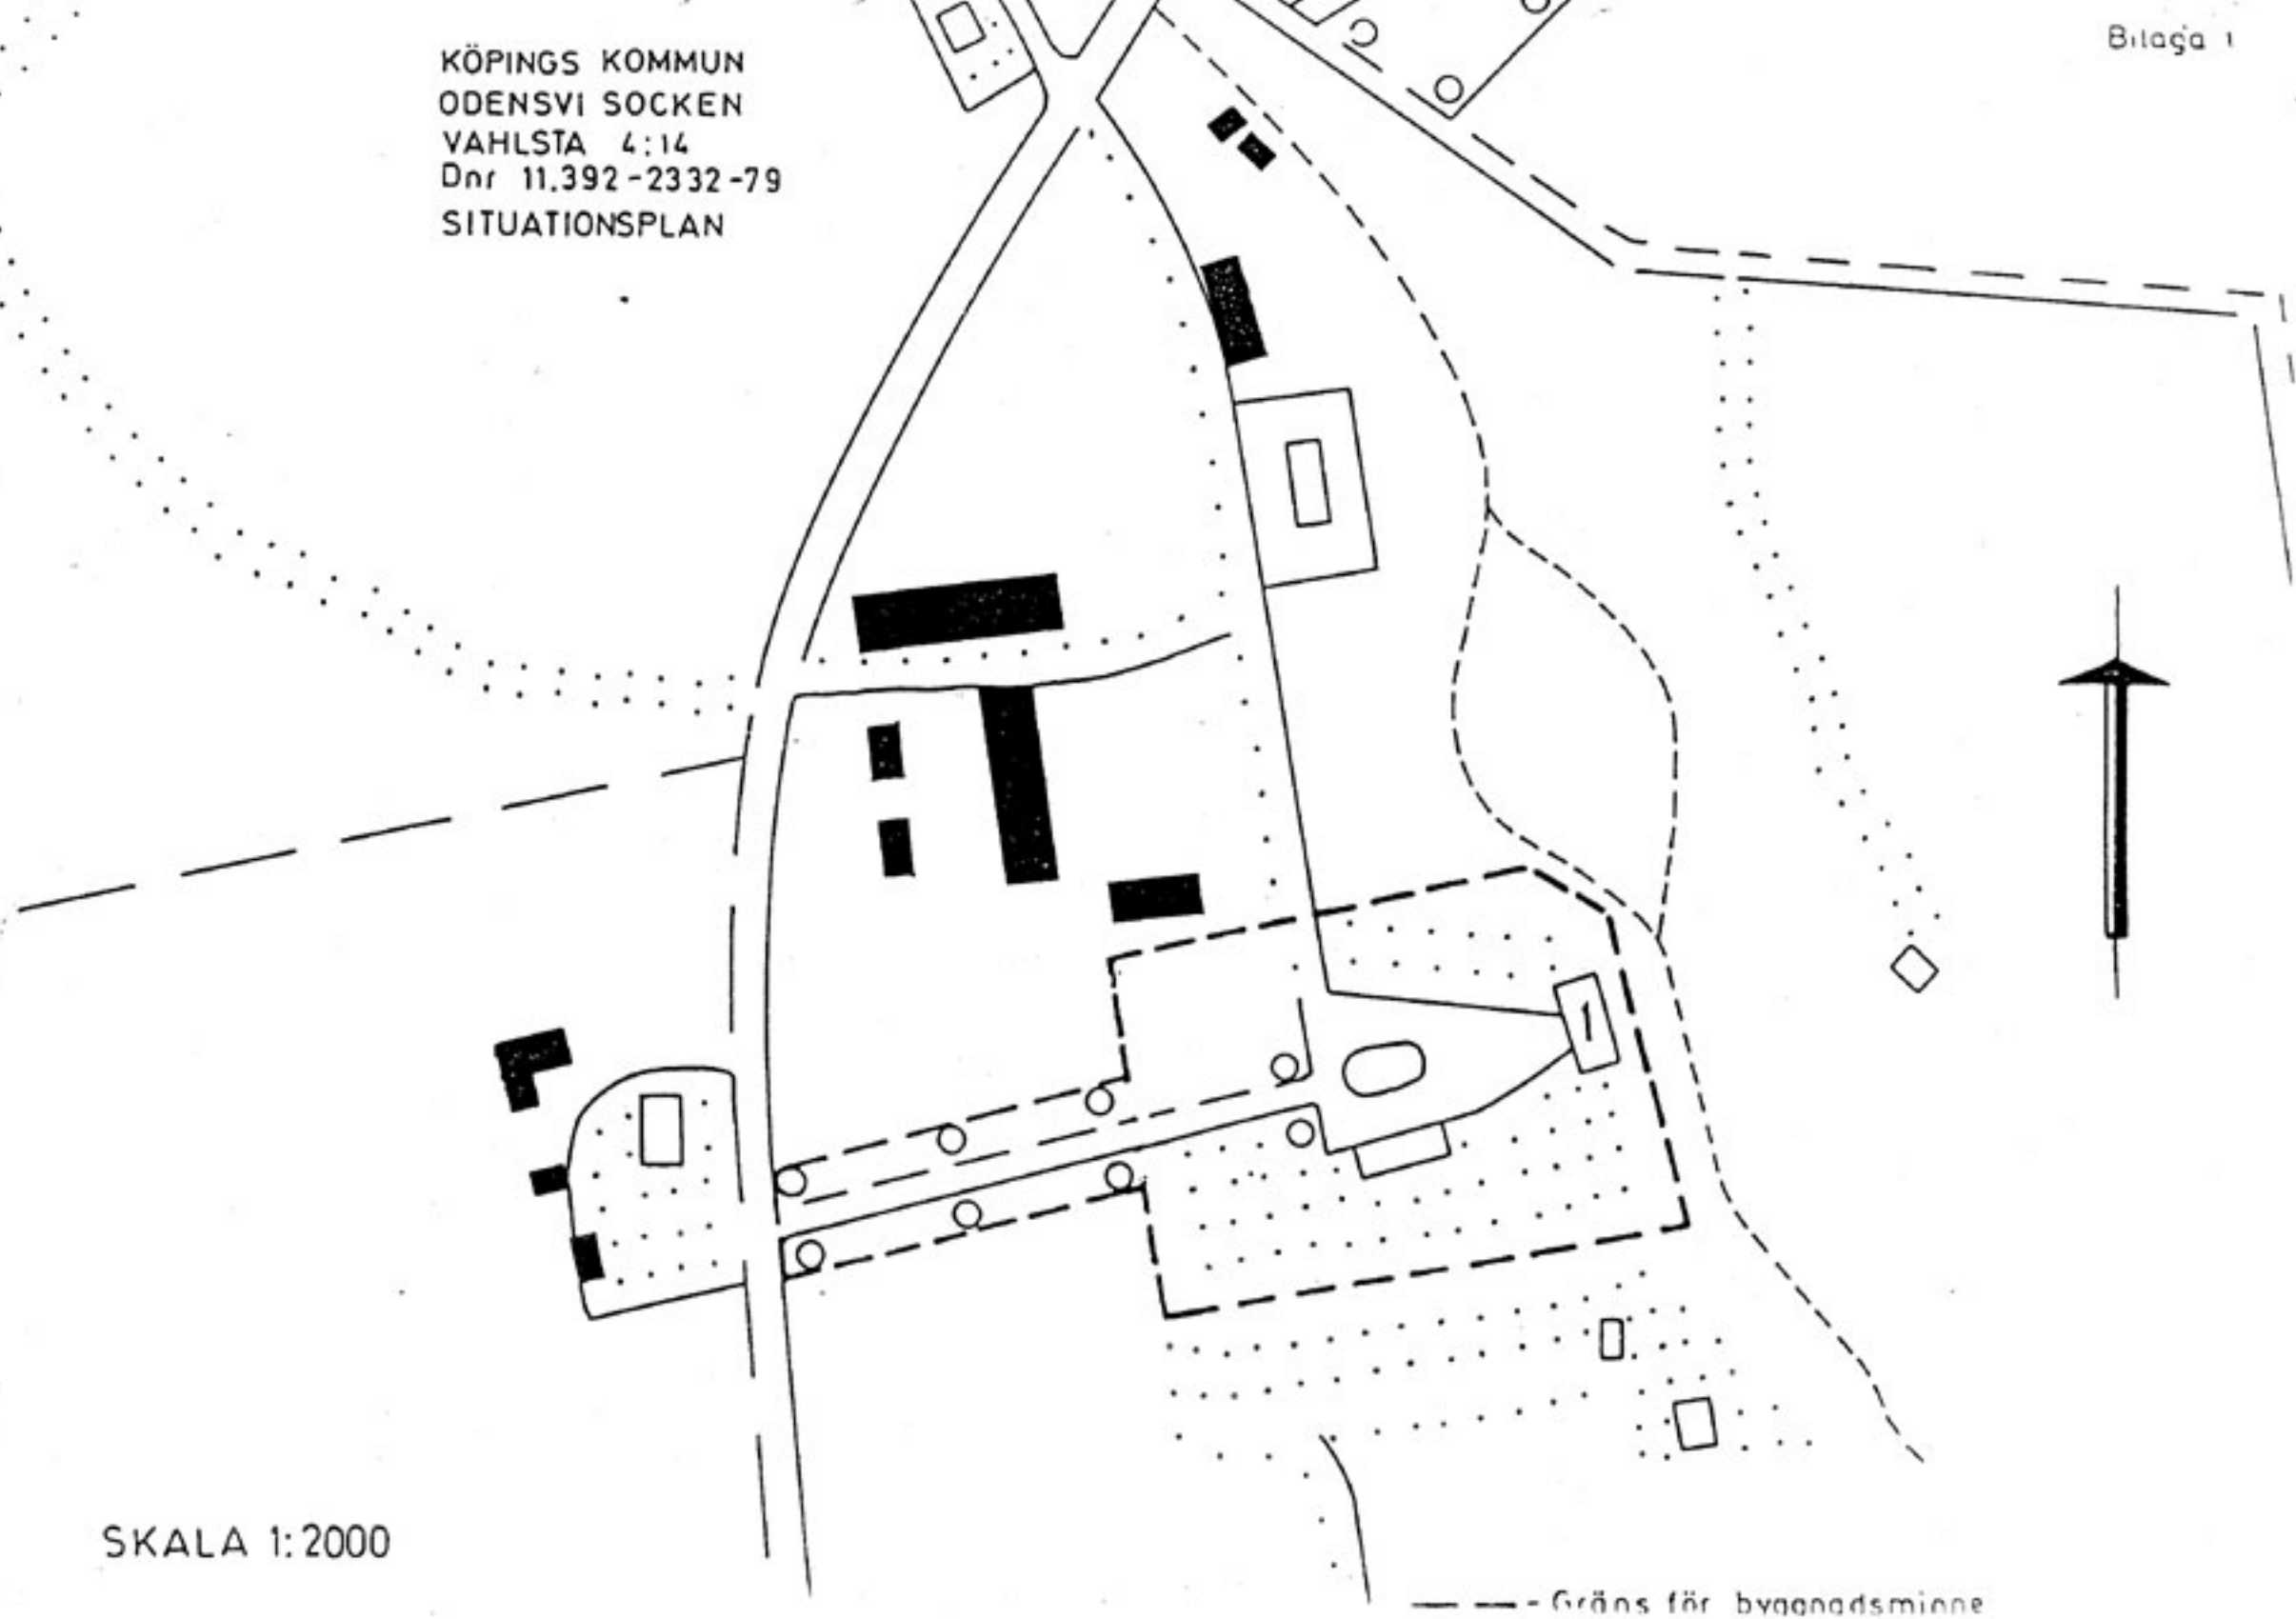 KÖPINGS KOMMUN
ODENSVI SOCKEN
VAHLSTA 4:14
Dnr 11.392-2332-79
SITUATIONSPLAN
Bilaga 1
1
SKALA 1:2000
- Gräns för byggnadsminne